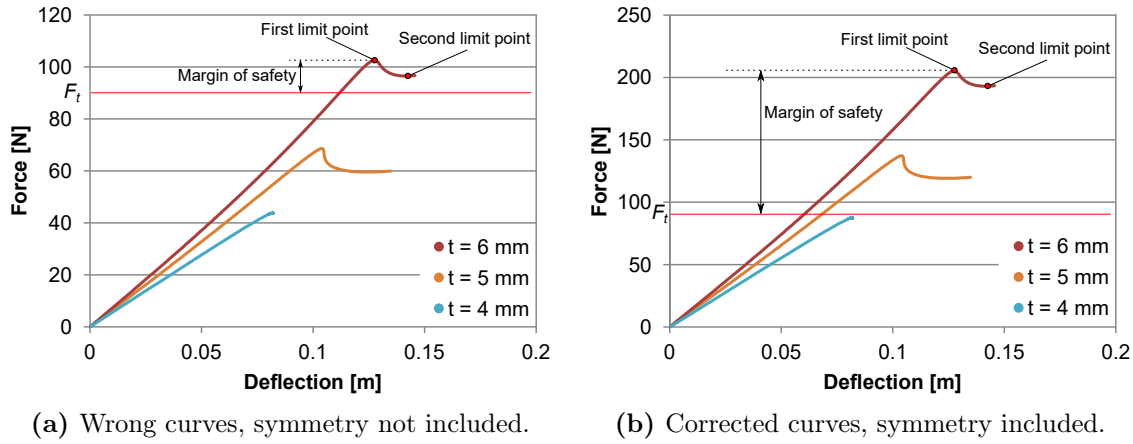 First limit point
Second limit point
Margin of safety
F_t
Force [N]
120
100
80
60
40
20
0
0
0.05
0.1
0.15
0.2
Deflection [m]
t = 6 mm
t = 5 mm
t = 4 mm
(a) Wrong curves, symmetry not included.
First limit point
Second limit point
Margin of safety
F_t
Force [N]
250
200
150
100
50
0
0
0.05
0.1
0.15
0.2
Deflection [m]
t = 6 mm
t = 5 mm
t = 4 mm
(b) Corrected curves, symmetry included.